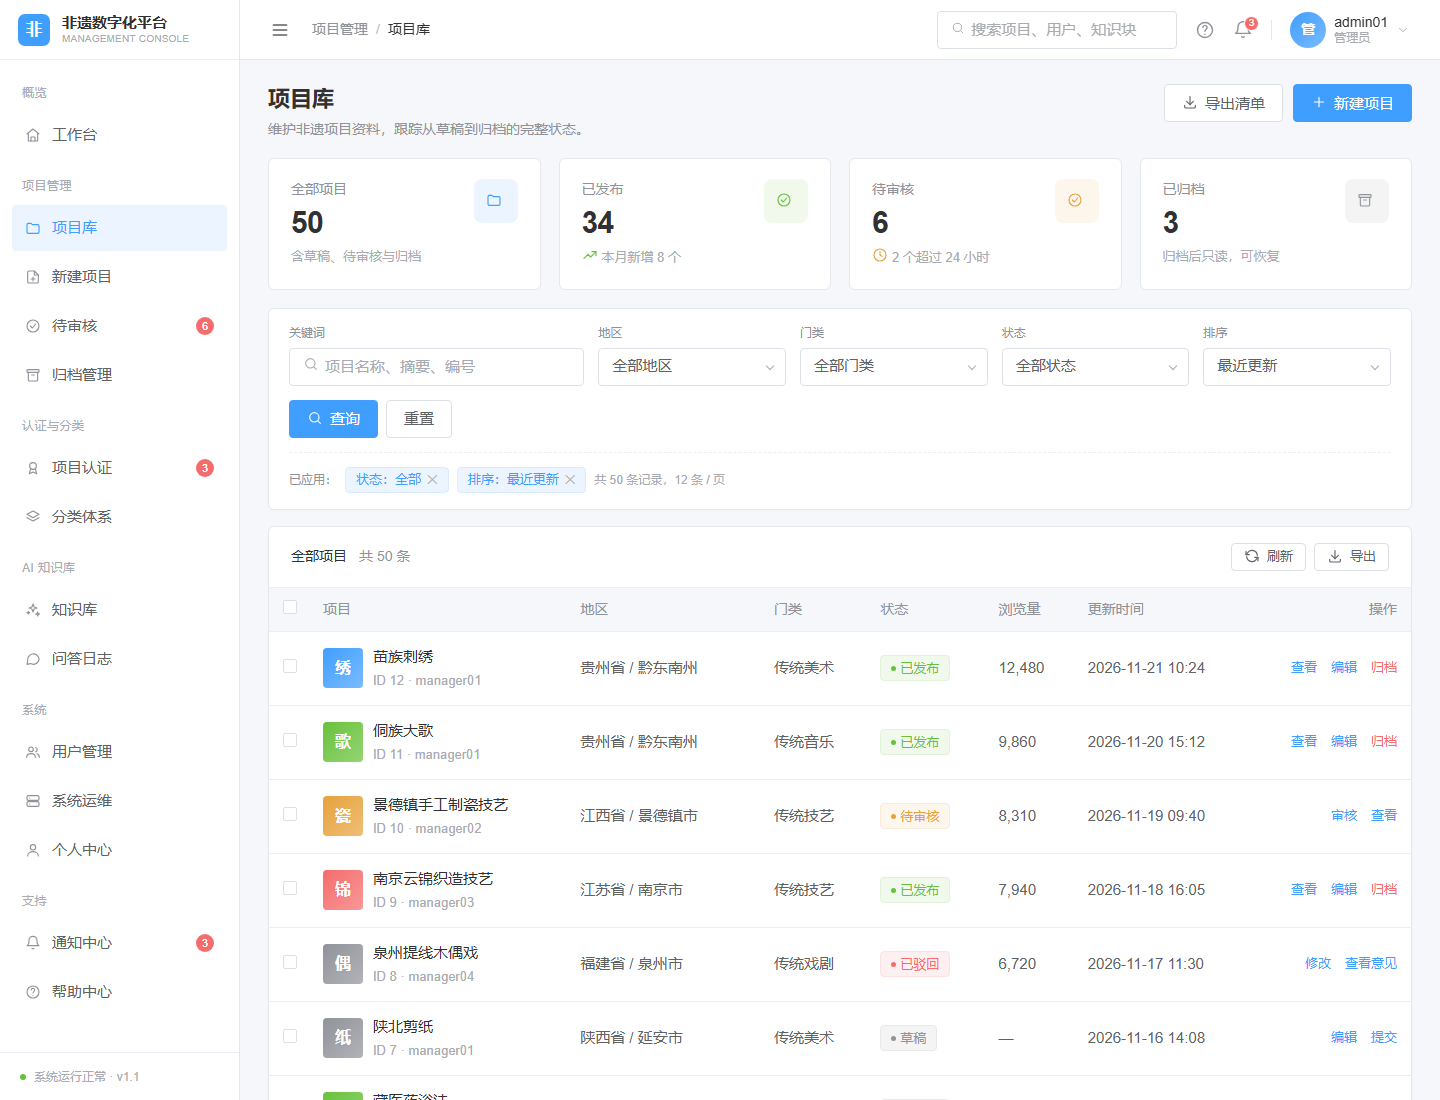 非
非遗数字化平台
MANAGEMENT CONSOLE
概览
工作台
项目管理
项目库
新建项目
待审核 6
归档管理
认证与分类
项目认证 3
分类体系
AI 知识库
知识库
问答日志
系统
用户管理
系统运维
个人中心
支持
通知中心 3
帮助中心
系统运行正常 · v1.1
项目管理 / 项目库
搜索项目、用户、知识块
3
管
admin01
管理员
项目库
维护非遗项目资料，跟踪从草稿到归档的完整状态。
导出清单
新建项目
全部项目
50
含草稿、待审核与归档
已发布
34
本月新增 8 个
待审核
6
2 个超过 24 小时
已归档
3
归档后只读，可恢复
关键词 地区 门类 状态 排序
项目名称、摘要、编号 全部地区 全部门类 全部状态 最近更新
查询 重置
已应用： 状态：全部 排序：最近更新 共 50 条记录，12 条 / 页
全部项目 共 50 条 刷新 导出
项目 地区 门类 状态 浏览量 更新时间 操作
绣 苗族刺绣 贵州省 / 黔东南州 传统美术 已发布 12,480 2026-11-21 10:24 查看 编辑 归档
ID 12 · manager01
歌 侗族大歌 贵州省 / 黔东南州 传统音乐 已发布 9,860 2026-11-20 15:12 查看 编辑 归档
ID 11 · manager01
瓷 景德镇手工制瓷技艺 江西省 / 景德镇市 传统技艺 待审核 8,310 2026-11-19 09:40 审核 查看
ID 10 · manager02
锦 南京云锦织造技艺 江苏省 / 南京市 传统技艺 已发布 7,940 2026-11-18 16:05 查看 编辑 归档
ID 9 · manager03
偶 泉州提线木偶戏 福建省 / 泉州市 传统戏剧 已驳回 6,720 2026-11-17 11:30 修改 查看意见
ID 8 · manager04
纸 陕北剪纸 陕西省 / 延安市 传统美术 草稿 — 2026-11-16 14:08 编辑 提交
ID 7 · manager01